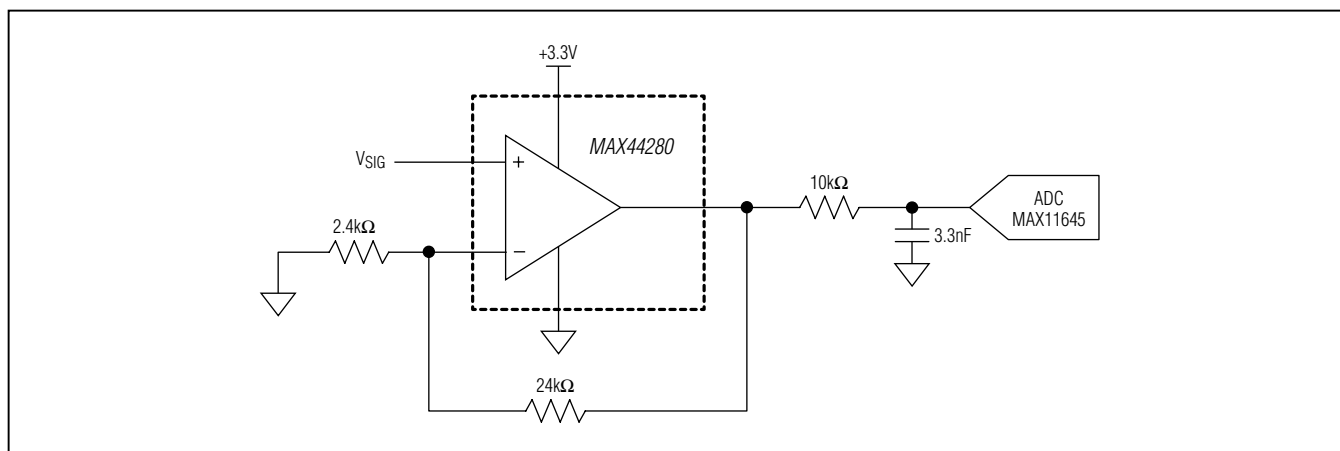 +3.3V
MAX44280
VSIG
+
10kΩ
ADC
MAX11645
2.4kΩ
−
3.3nF
24kΩ